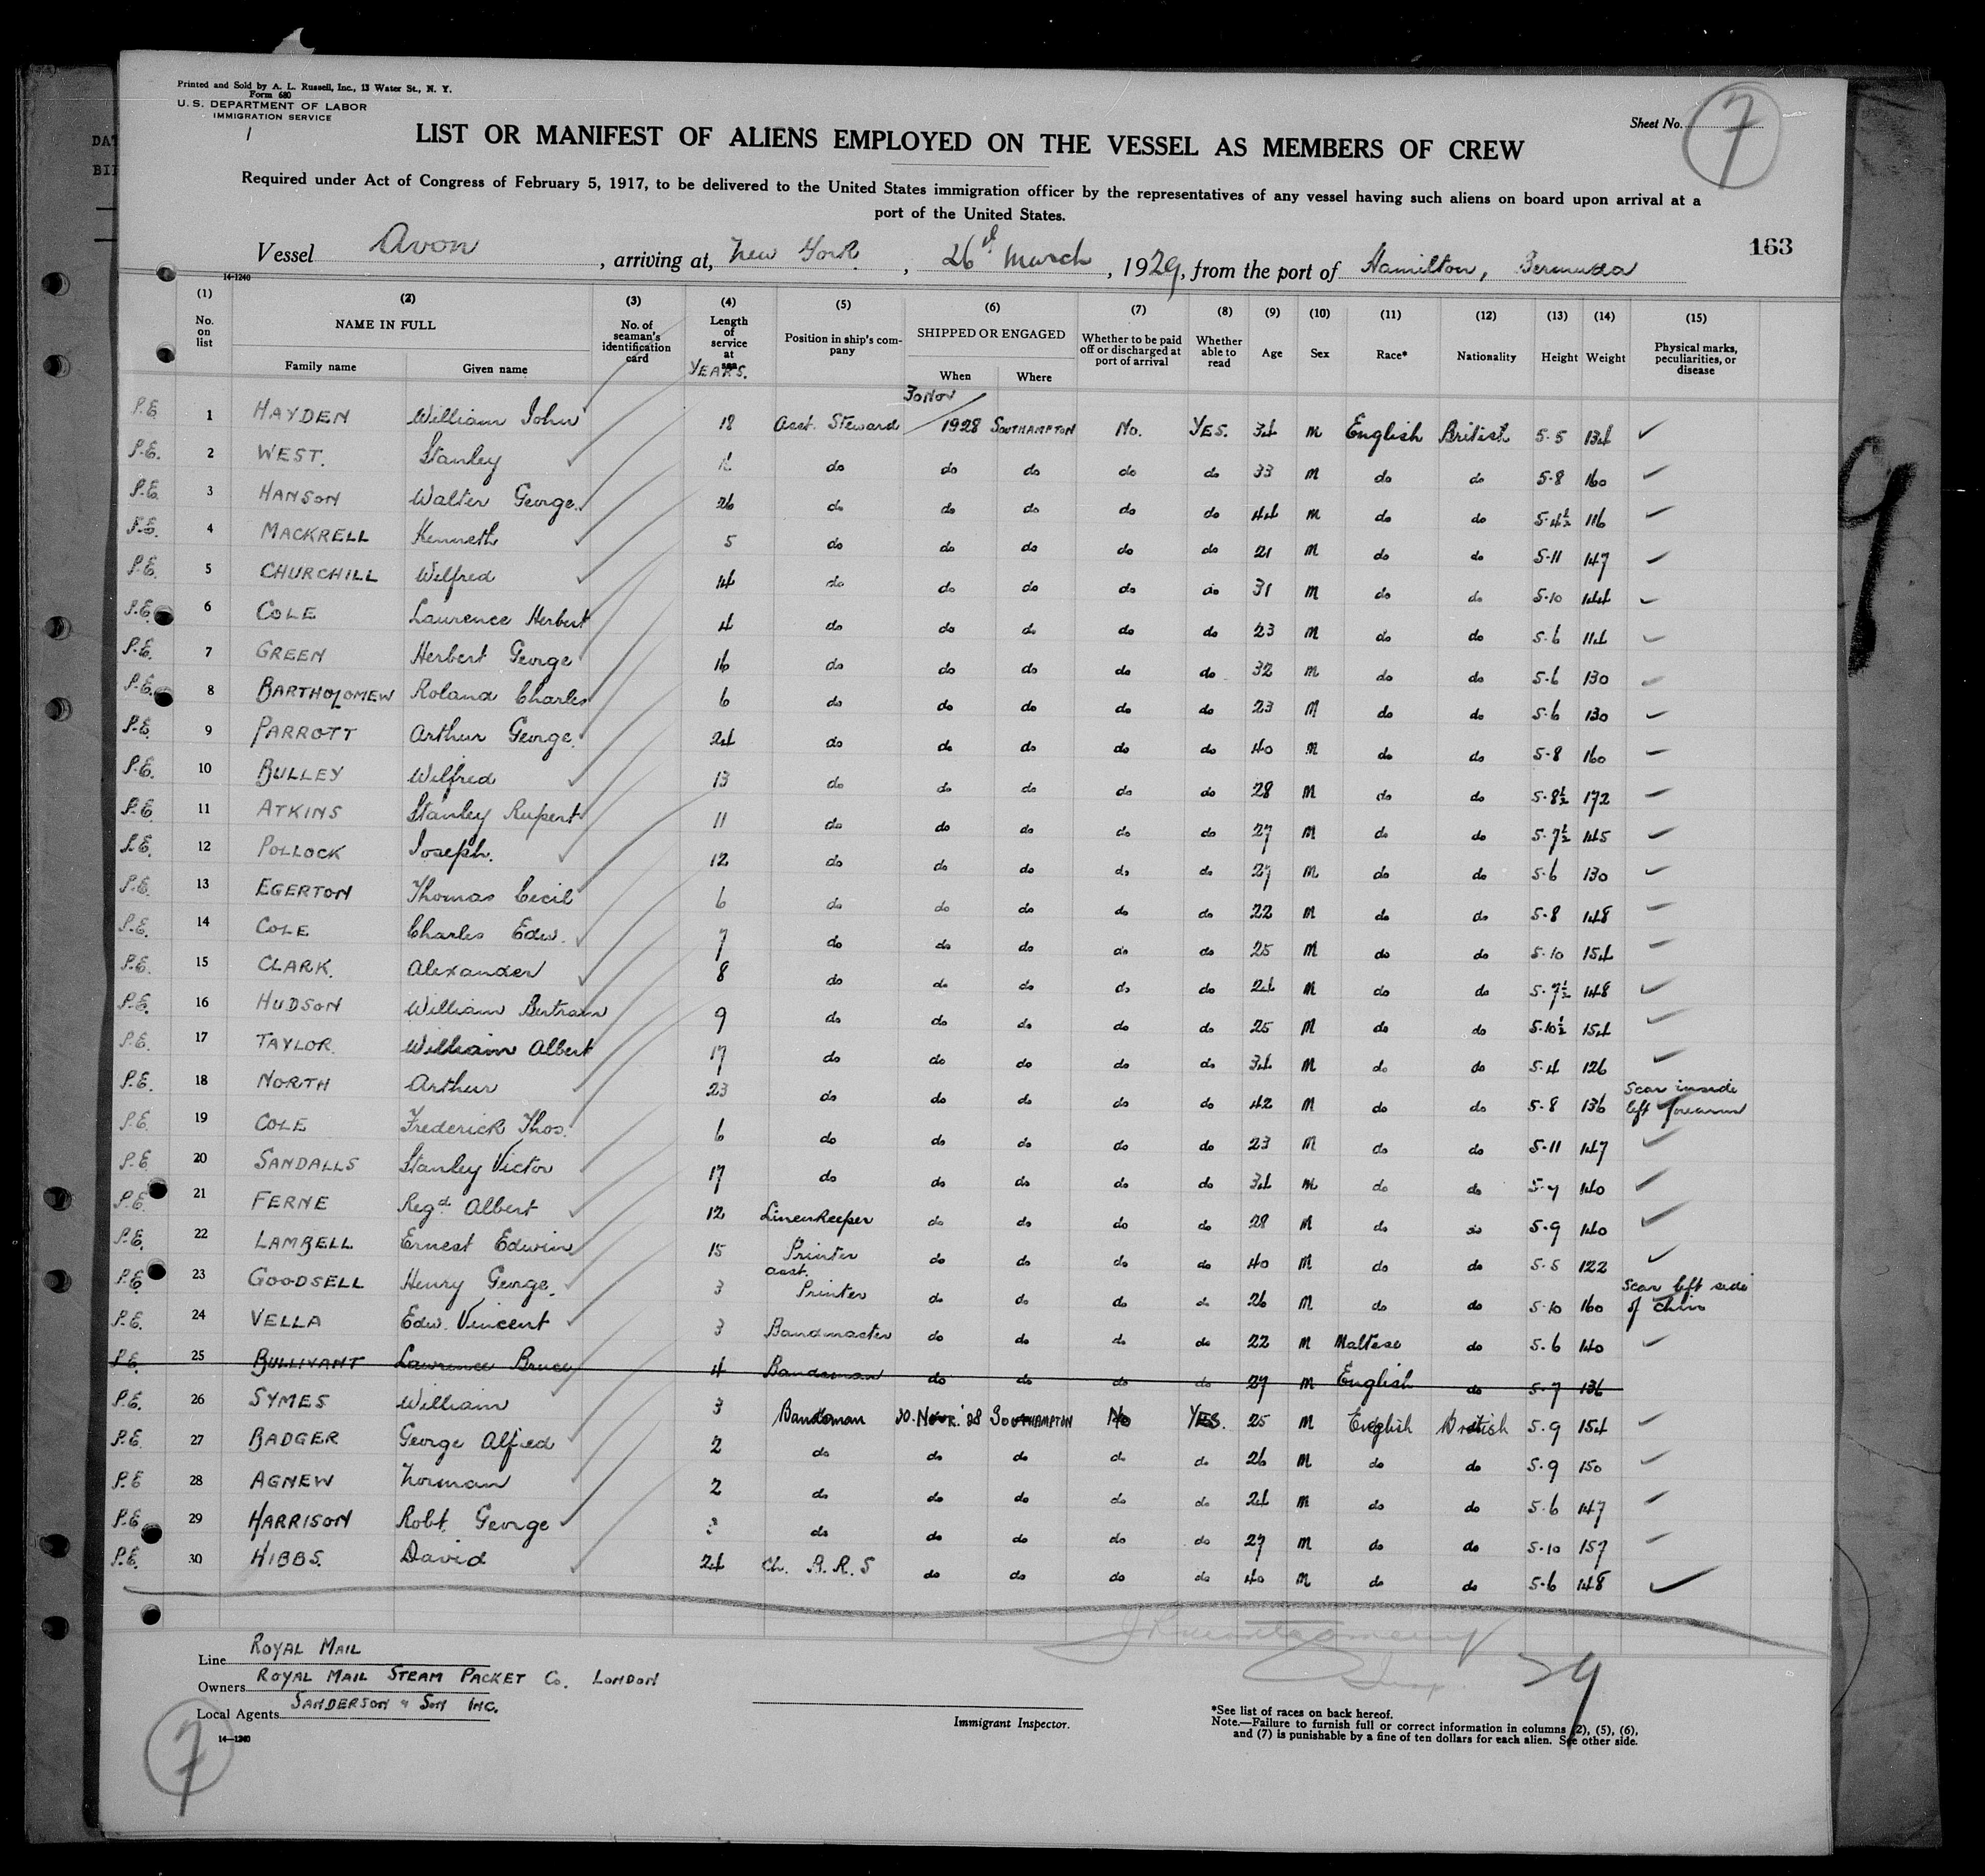 Printed and Sold by A. L. Russell, Inc., 13 Water St., N. Y.
Form 680
U. S. DEPARTMENT OF LABOR
IMMIGRATION SERVICE
1
Sheet No. 7
LIST OR MANIFEST OF ALIENS EMPLOYED ON THE VESSEL AS MEMBERS OF CREW
Required under Act of Congress of February 5, 1917, to be delivered to the United States immigration officer by the representatives of any vessel having such aliens on board upon arrival at a
port of the United States.
163
Vessel Avon, arriving at, New York, 26th March, 1929, from the port of Hamilton, Bermuda
14-1240
(1) (2) (3) (4) (5) (6) (7) (8) (9) (10) (11) (12) (13) (14) (15)
No. on list NAME IN FULL Family name Given name No. of seaman's identification card Length of service at sea YEARS. Position in ship's company SHIPPED OR ENGAGED When Where Whether to be paid off or discharged at port of arrival Whether able to read Age Sex Race* Nationality Height Weight Physical marks, peculiarities, or disease
P.E. 1 HAYDEN William John 18 Asst. Steward 30 Nov 1928 SOUTHAMPTON No. YES. 34 M English British 5.5 134
P.E. 2 WEST. Stanley do do do do do 33 M do do 5.8 160
P.E. 3 HANSON Walter George. 26 do do do do do 44 M do do 5.4½ 116
P.E. 4 MACKRELL Kenneth 5 do do do do do 21 M do do 5.11 147
P.E. 5 CHURCHILL Wilfred 14 do do do do do 31 M do do 5.10 144
P.E. 6 COLE Laurence Herbert 4 do do do do do 23 M do do 5.6 114
P.E. 7 GREEN Herbert George 16 do do do do do 32 M do do 5.6 130
P.E. 8 BARTHOLOMEW Roland Charles 6 do do do do do 23 M do do 5.6 130
P.E. 9 PARROTT Arthur George. 24 do do do do do 40 M do do 5.8 160
P.E. 10 BULLEY Wilfred 13 do do do do do 28 M do do 5.8½ 172
P.E. 11 ATKINS Stanley Rupert 11 do do do do do 27 M do do 5.7½ 145
P.E. 12 POLLOCK Joseph. 12 do do do do do 27 M do do 5.6 130
P.E. 13 EGERTON Thomas Cecil 6 do do do do do 22 M do do 5.8 148
P.E. 14 COLE Charles Edw. 7 do do do do do 25 M do do 5.10 154
P.E. 15 CLARK. Alexander 8 do do do do do 24 M do do 5.7½ 148
P.E. 16 HUDSON William Bertram 9 do do do do do 25 M do do 5.10½ 154
P.E. 17 TAYLOR. William Albert 17 do do do do do 34 M do do 5.4 126
P.E. 18 NORTH Arthur 23 do do do do do 42 M do do 5.8 136 Scar inside left forearm
P.E. 19 COLE Frederick Thos. 6 do do do do do 23 M do do 5.11 147
P.E. 20 SANDALLS Stanley Victor 17 do do do do do 34 M do do 5.7 140
P.E. 21 FERNE Regd. Albert 12 Linenkeeper do do do do 28 M do do 5.9 140
P.E. 22 LAMBELL Ernest Edwin 15 Printer do do do do 40 M do do 5.5 122
P.E. 23 GOODSELL Henry George. 3 asst. Printer do do do do 26 M do do 5.10 160 Scar left side of chin
P.E. 24 VELLA Edw. Vincent 3 Bandmaster do do do do 22 M Maltese do 5.6 140
P.E. 25 BULLIVANT Lawrence Bruce 4 Bandsman do do do do 27 M English do 5.7 136
P.E. 26 SYMES William 3 Bandsman 30. Novr. '28 SOUTHAMPTON No YES. 25 M English British 5.9 154
P.E. 27 BADGER George Alfred 2 do do do do do 26 M do do 5.9 150
P.E. 28 AGNEW Norman 2 do do do do do 24 M do do 5.6 147
P.E. 29 HARRISON Robt. George 3 do do do do do 27 M do do 5.10 157
P.E. 30 HIBBS. David 24 Ch. B. R. S do do do do 40 M do do 5.6 148
Line ROYAL MAIL
Owners ROYAL MAIL STEAM PACKET Co. LONDON
Local Agents SANDERSON & SON INC.
14-1240
Immigrant Inspector.
*See list of races on back hereof.
Note.—Failure to furnish full or correct information in columns (2), (5), (6),
and (7) is punishable by a fine of ten dollars for each alien. See other side.
7